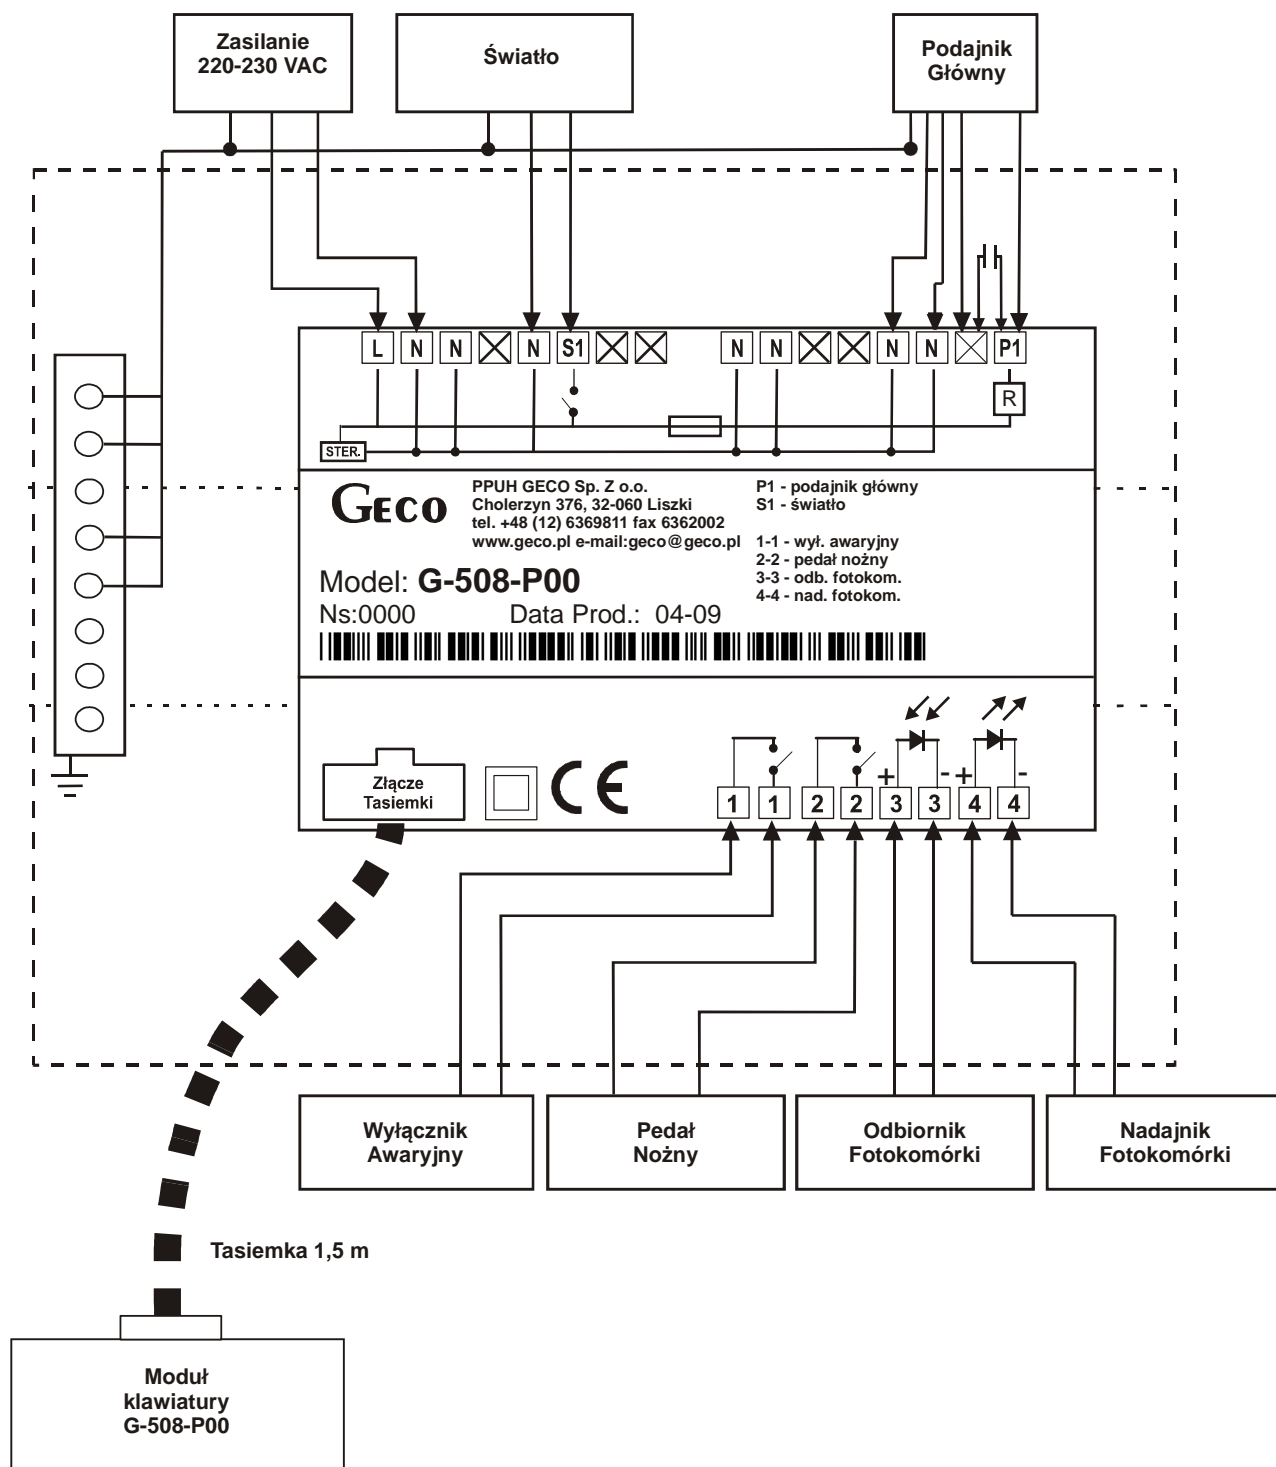 Zasilanie
220-230 VAC
Światło
Podajnik
Główny
L N N N S1 N N N N P1
R
STER.
GECO
PPUH GECO Sp. Z o.o.
Cholerzyn 376, 32-060 Liszki
tel. +48 (12) 6369811 fax 6362002
www.geco.pl e-mail:geco@geco.pl
P1 - podajnik główny
S1 - światło
1-1 - wył. awaryjny
2-2 - pedał nożny
3-3 - odb. fotokom.
4-4 - nad. fotokom.
Model: G-508-P00
Ns:0000 Data Prod.: 04-09
Złącze
Tasiemki
CE
+ - + -
1 1 2 2 3 3 4 4
Wyłącznik
Awaryjny
Pedał
Nożny
Odbiornik
Fotokomórki
Nadajnik
Fotokomórki
Tasiemka 1,5 m
Moduł
klawiatury
G-508-P00